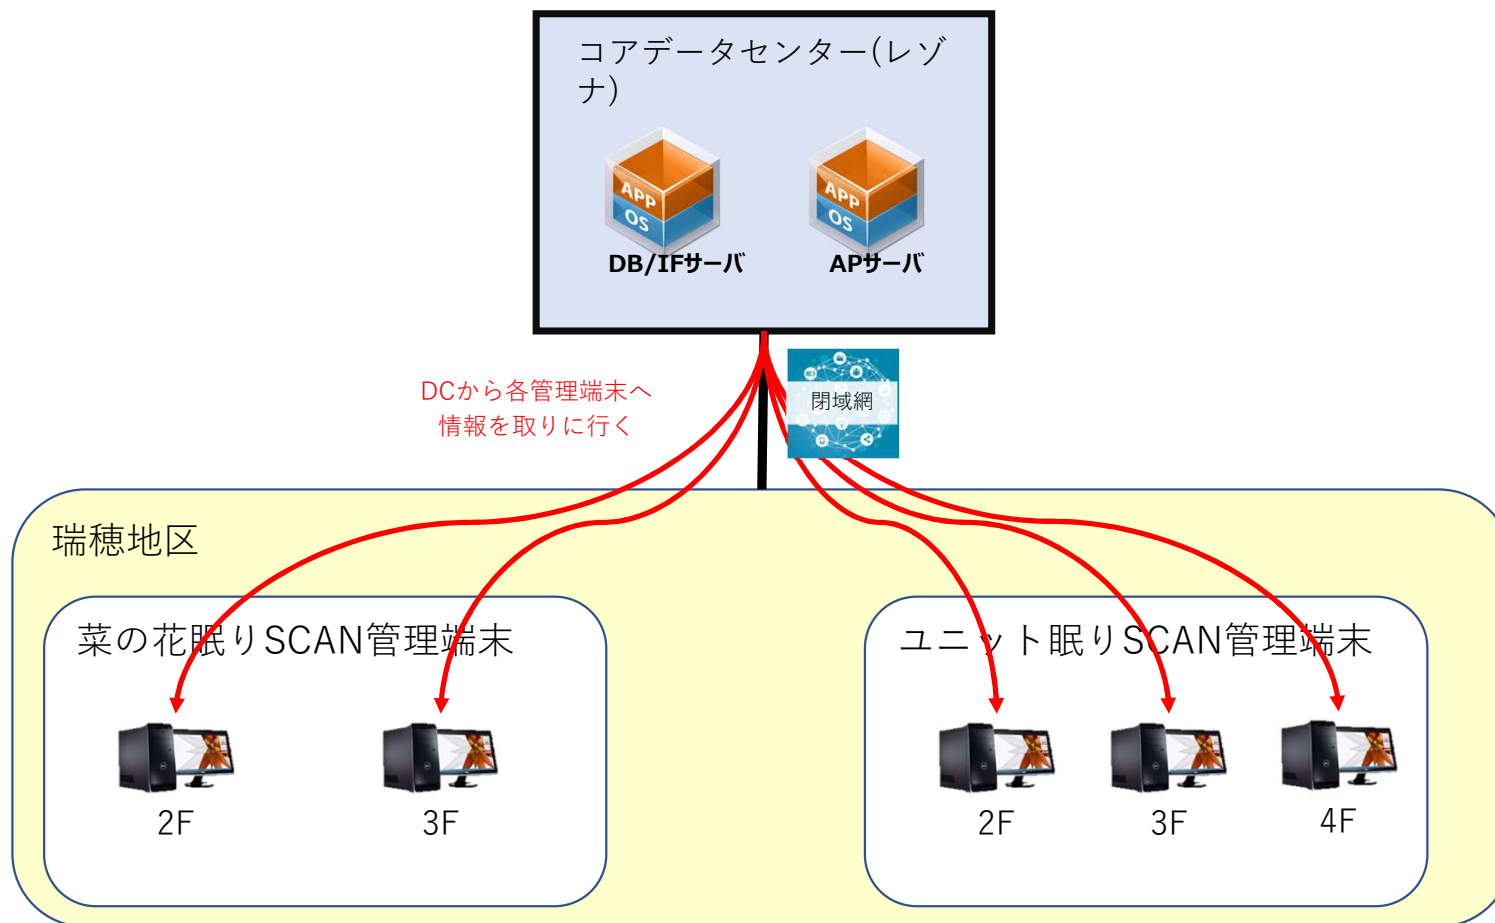 コアデータセンター(レゾ
ナ)
APP
OS
APP
OS
DB/IFサーバ
APサーバ
DCから各管理端末へ
情報を取りに行く
閉域網
瑞穂地区
菜の花眠りSCAN管理端末
ユニット眠りSCAN管理端末
2F
3F
2F
3F
4F